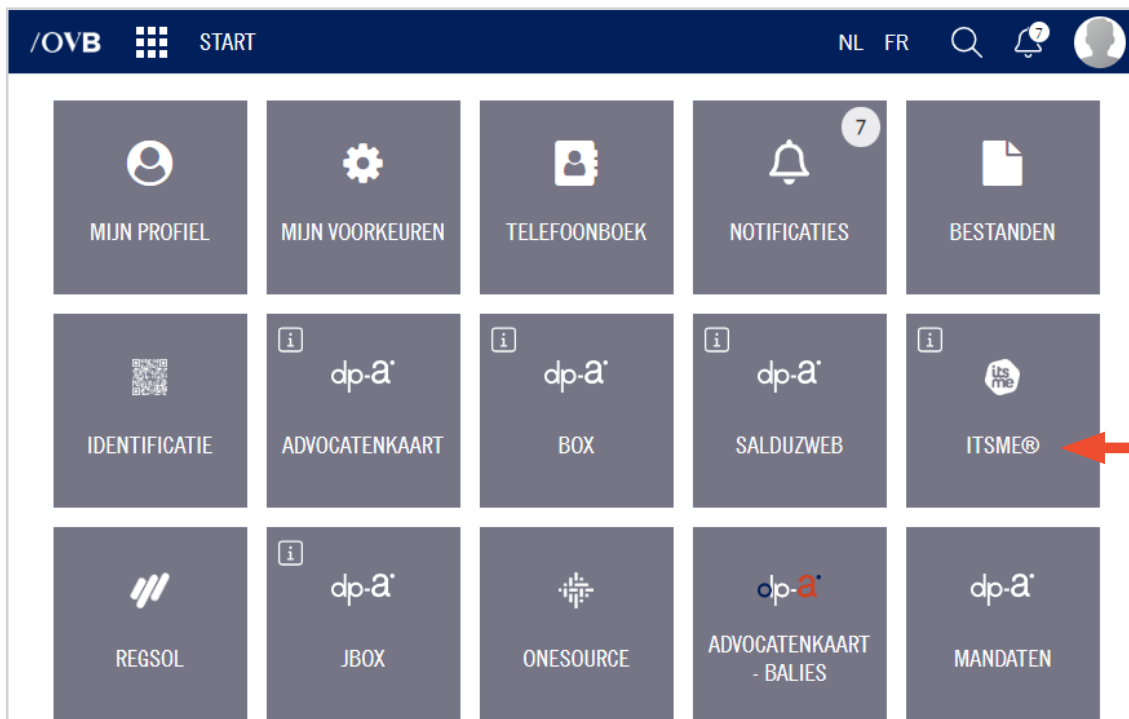 /OVB START NL FR 7
7
MIJN PROFIEL MIJN VOORKEUREN TELEFOONBOEK NOTIFICATIES BESTANDEN
i i i i
dp-a dp-a dp-a its me
IDENTIFICATIE ADVOCATENKAART BOX SALDUZWEB ITSME®
i
dp-a dp-a dp-a
REGSOL JBOX ONESOURCE ADVOCATENKAART MANDATEN
- BALIES